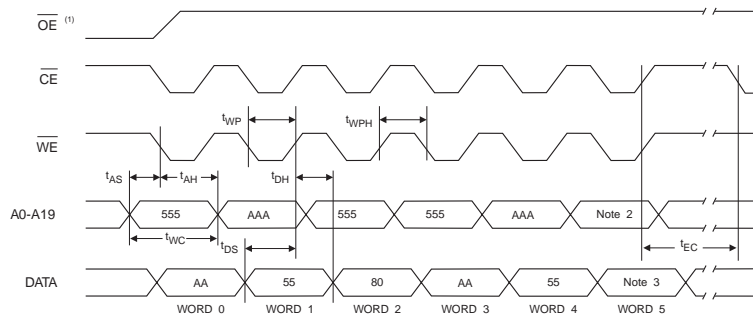 OE (1)
CE
tWP
tWPH
WE
tAS
tAH
tDH
A0-A19
555
AAA
555
555
AAA
Note 2
tWC
tDS
tEC
DATA
AA
55
80
AA
55
Note 3
WORD 0
WORD 1
WORD 2
WORD 3
WORD 4
WORD 5